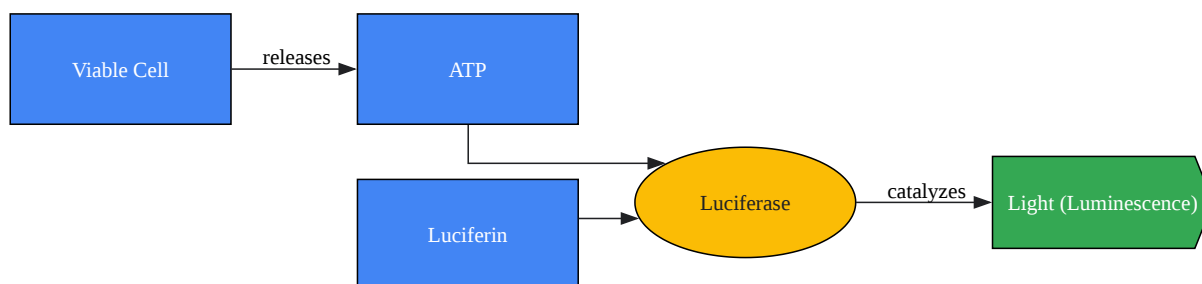 Viable Cell
releases
ATP
Luciferin
Luciferase
catalyzes
Light (Luminescence)